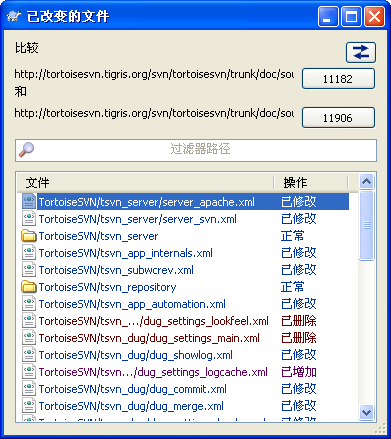 已改变的文件
比较
http://tortoisesvn.tigris.org/svn/tortoisesvn/trunk/doc/sou
11182
和
http://tortoisesvn.tigris.org/svn/tortoisesvn/trunk/doc/sou
11906
过滤器路径
文件 操作
TortoiseSVN/tsvn_server/server_apache.xml 已修改
TortoiseSVN/tsvn_server/server_svn.xml 已修改
TortoiseSVN/tsvn_server 正常
TortoiseSVN/tsvn_app_internals.xml 已修改
TortoiseSVN/tsvn_subwcrev.xml 已修改
TortoiseSVN/tsvn_repository 正常
TortoiseSVN/tsvn_app_automation.xml 已修改
TortoiseSVN/tsvn_.../dug_settings_lookfeel.xml 已删除
TortoiseSVN/tsvn_dug/dug_settings_main.xml 已删除
TortoiseSVN/tsvn_dug/dug_showlog.xml 已修改
TortoiseSVN/tsvn.../dug_settings_logcache.xml 已增加
TortoiseSVN/tsvn_dug/dug_commit.xml 已修改
TortoiseSVN/tsvn_dug/dug_merge.xml 已修改